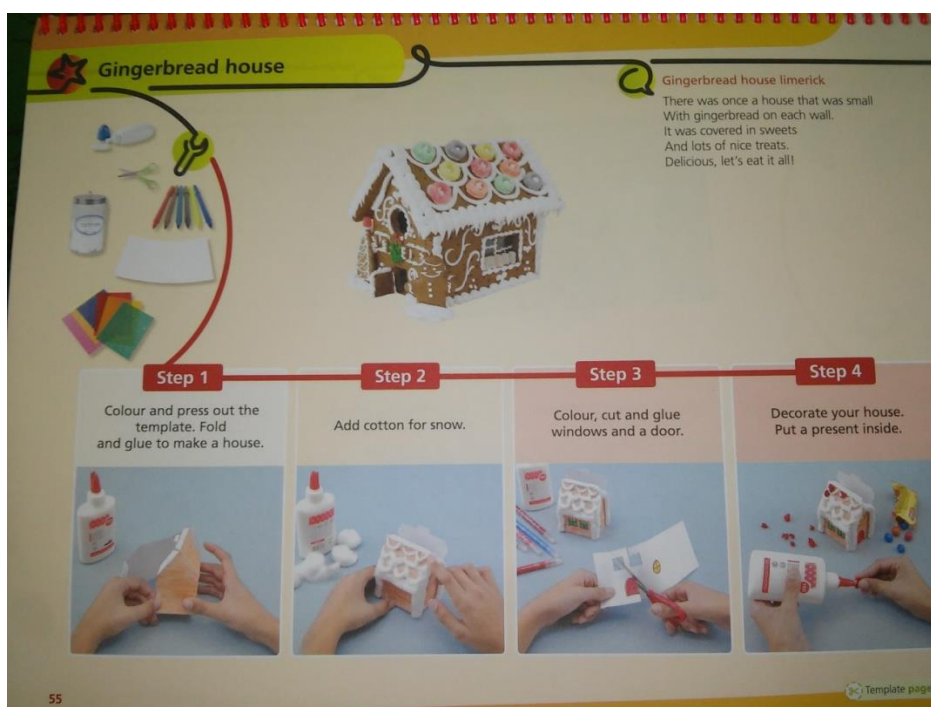 Gingerbread house
Gingerbread house limerick
There was once a house that was small
With gingerbread on each wall.
It was covered in sweets
And lots of nice treats.
Delicious, let's eat it all!
Step 1
Colour and press out the
template. Fold
and glue to make a house.
Step 2
Add cotton for snow.
Step 3
Colour, cut and glue
windows and a door.
Step 4
Decorate your house.
Put a present inside.
55
Template page